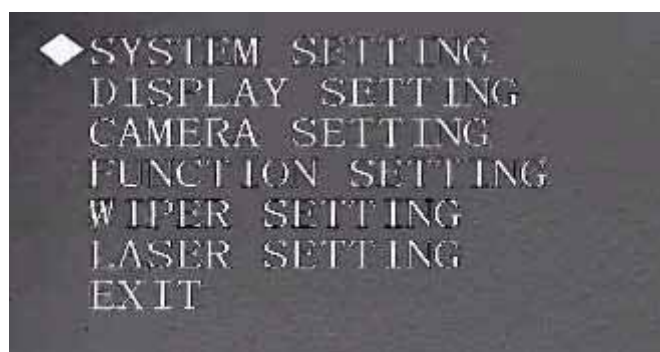 SYSTEM SETTING
DISPLAY SETTING
CAMERA SETTING
FUNCTION SETTING
WIPER SETTING
LASER SETTING
EXIT